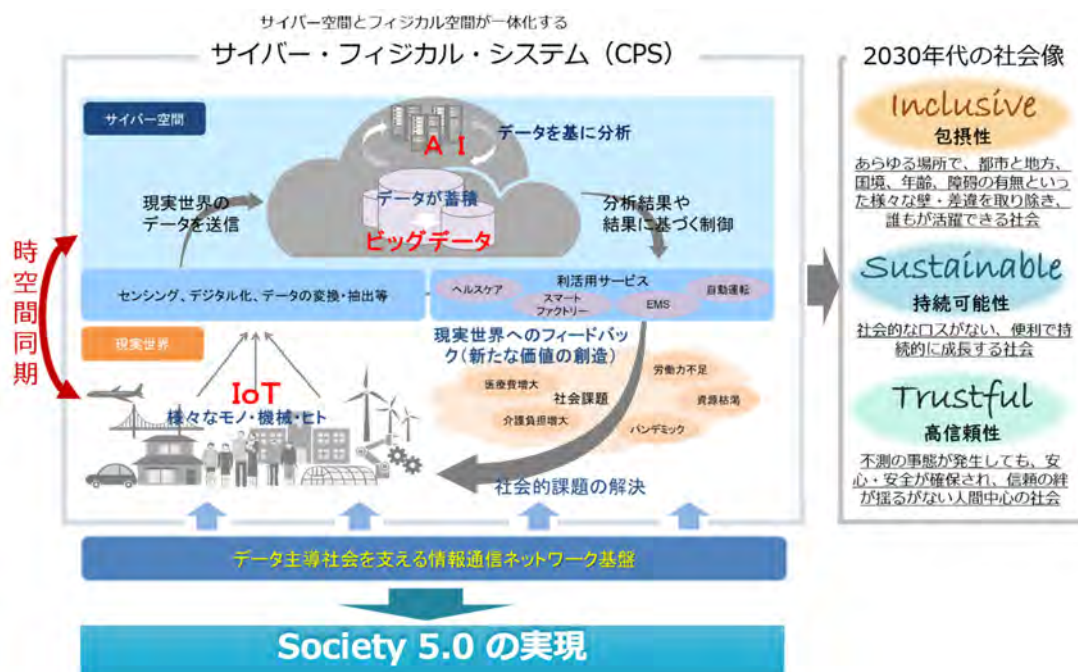 サイバー空間とフィジカル空間が一体化する
サイバー・フィジカル・システム(CPS)
サイバー空間
データを基に分析
AI
データが蓄積
ビッグデータ
現実世界の
データを送信
分析結果や
結果に基づく制御
時空間同期
センシング、デジタル化、データの変換・抽出等
利活用サービス
ヘルスケア
スマート
ファクトリー
EMS
自動運転
現実世界
IoT
様々なモノ・機械・ヒト
現実世界へのフィードバッ
ク(新たな価値の創造)
医療費増大
労働力不足
社会課題
資源枯渇
介護負担増大
パンデミック
社会的課題の解決
データ主導社会を支える情報通信ネットワーク基盤
Society 5.0 の実現
2030年代の社会像
Inclusive
包摂性
あらゆる場所で、都市と地方、
国境、年齢、障碍の有無といっ
た様々な壁・差違を取り除き、
誰もが活躍できる社会
Sustainable
持続可能性
社会的なロスがない、便利で持
続的に成長する社会
Trustful
高信頼性
不測の事態が発生しても、安
心・安全が確保され、信頼の絆
が揺るがない人間中心の社会